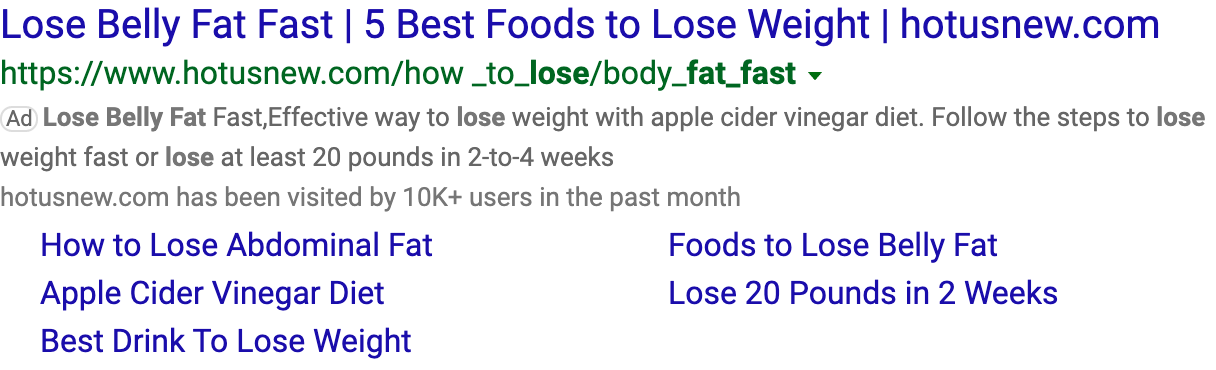 Lose Belly Fat Fast | 5 Best Foods to Lose Weight | hotusnew.com
https://www.hotusnew.com/how _to_lose/body_fat_fast
Ad Lose Belly Fat Fast,Effective way to lose weight with apple cider vinegar diet. Follow the steps to lose
weight fast or lose at least 20 pounds in 2-to-4 weeks
hotusnew.com has been visited by 10K+ users in the past month
How to Lose Abdominal Fat
Foods to Lose Belly Fat
Apple Cider Vinegar Diet
Lose 20 Pounds in 2 Weeks
Best Drink To Lose Weight